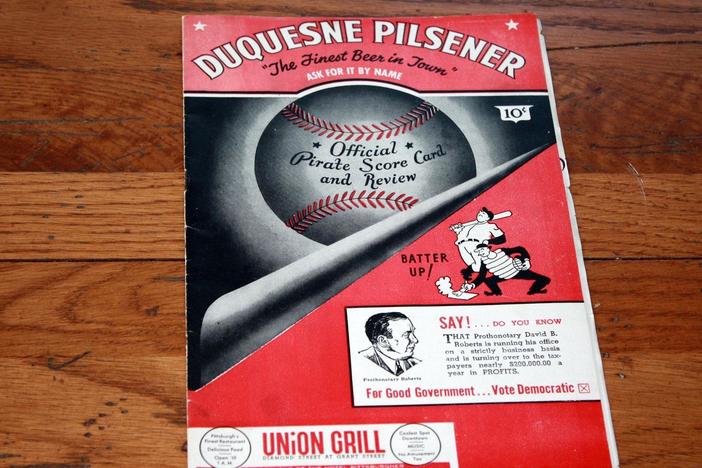 DUQUESNE PILSENER
"The Finest Beer in Town"
ASK FOR IT BY NAME
10¢
Official
Pirate Score Card
and Review
BATTER
UP!
SAY! ... DO YOU KNOW
THAT Prothonotary David B.
Roberts is running his office
on a strictly business basis
and is turning over to the tax-
payers nearly $200,000.00 a
year in PROFITS.
Prothonotary Roberts
For Good Government ... Vote Democratic
Pittsburgh's
Finest Restaurant
Delicious Food
Open 'til
1 A.M.
UNION GRILL
DIAMOND STREET AT GRANT STREET
Coolest Spot
Downtown
MUSIC
No Amusement
Tax